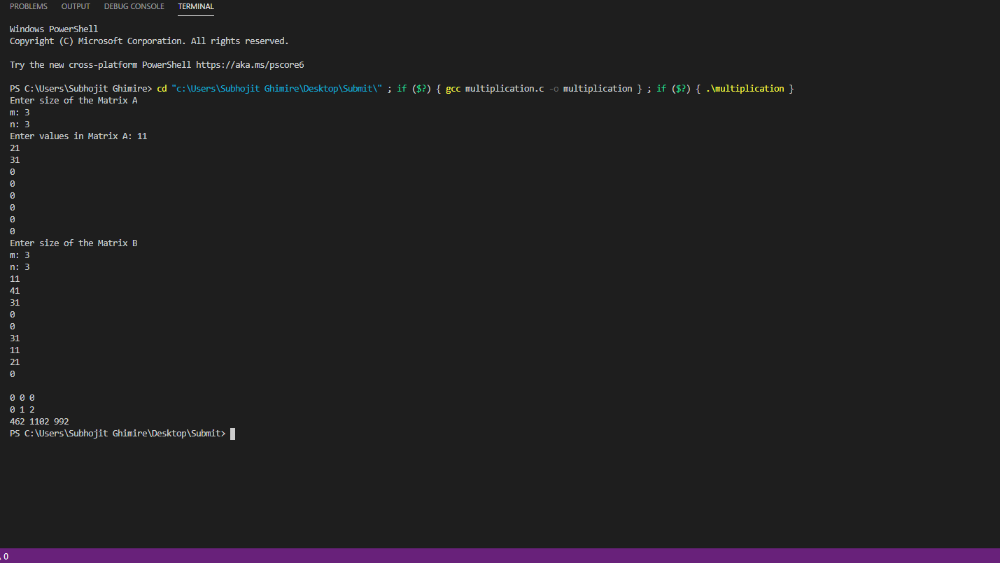 PROBLEMS OUTPUT DEBUG CONSOLE TERMINAL
Windows PowerShell
Copyright (C) Microsoft Corporation. All rights reserved.
Try the new cross-platform PowerShell https://aka.ms/pscore6
PS C:\Users\Subhojit Ghimire> cd "c:\Users\Subhojit Ghimire\Desktop\Submit\" ; if ($?) { gcc multiplication.c -o multiplication } ; if ($?) { .\multiplication }
Enter size of the Matrix A
m: 3
n: 3
Enter values in Matrix A: 11
21
31
0
0
0
0
0
0
Enter size of the Matrix B
m: 3
n: 3
11
41
31
0
0
31
11
21
0
0 0 0
0 1 2
462 1102 992
PS C:\Users\Subhojit Ghimire\Desktop\Submit>
0